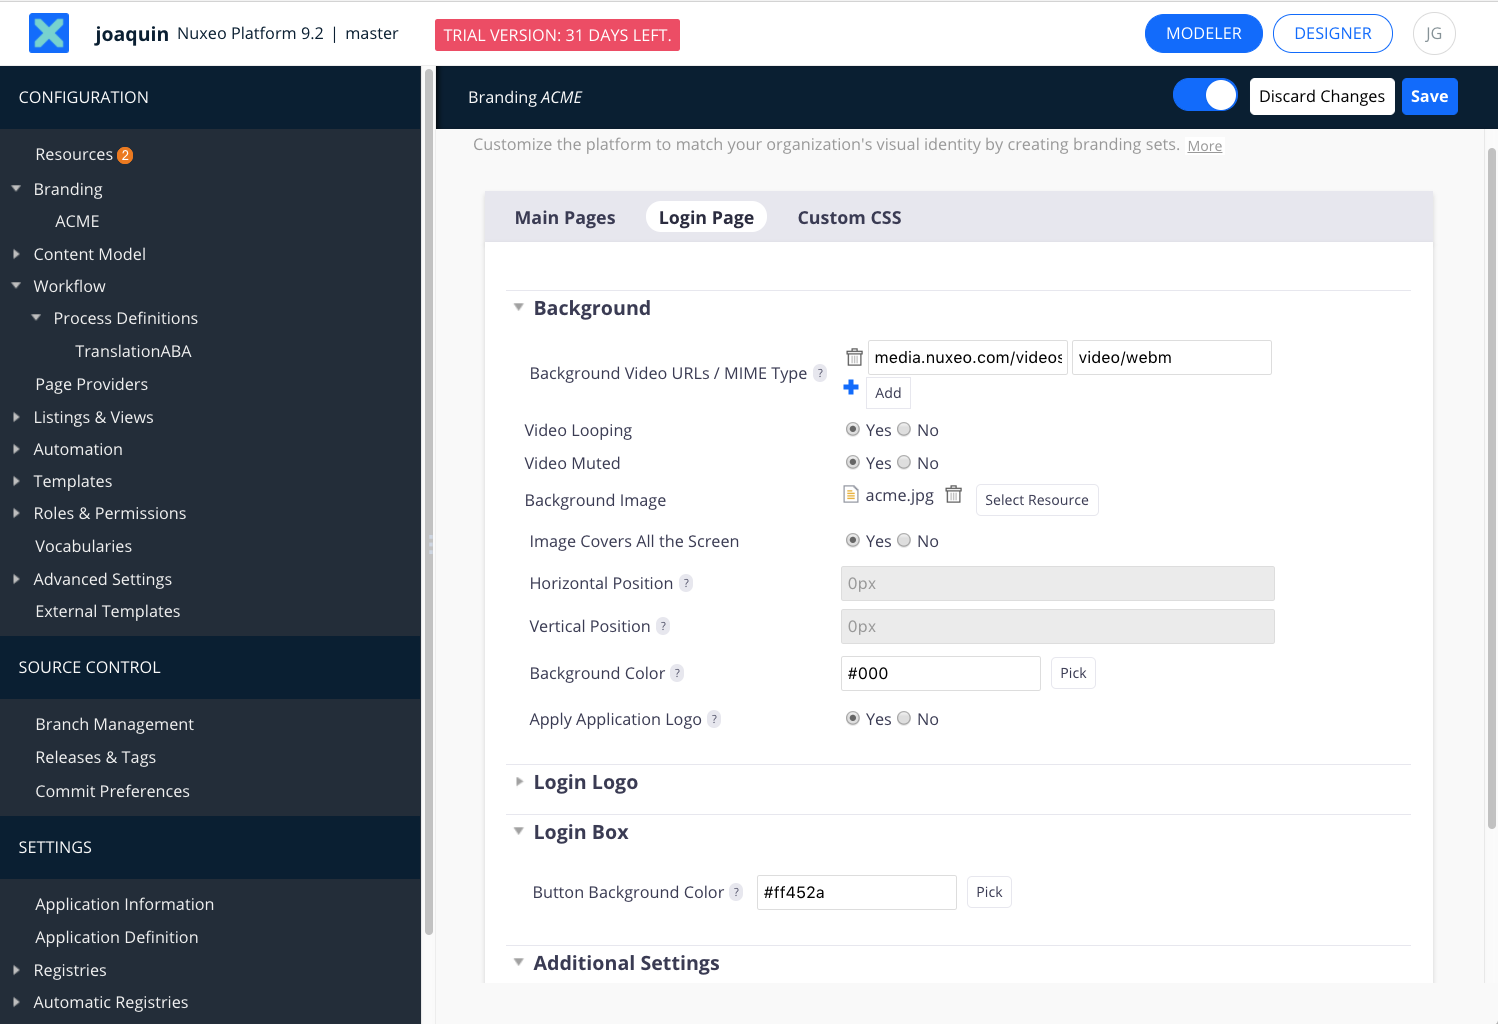 joaquin Nuxeo Platform 9.2 | master
TRIAL VERSION: 31 DAYS LEFT.
MODELER
DESIGNER
JG
CONFIGURATION
Resources 2
Branding
ACME
Content Model
Workflow
Process Definitions
TranslationABA
Page Providers
Listings & Views
Automation
Templates
Roles & Permissions
Vocabularies
Advanced Settings
External Templates
SOURCE CONTROL
Branch Management
Releases & Tags
Commit Preferences
SETTINGS
Application Information
Application Definition
Registries
Automatic Registries
Branding ACME
Discard Changes
Save
Customize the platform to match your organization's visual identity by creating branding sets. More
Main Pages
Login Page
Custom CSS
Background
Background Video URLs / MIME Type ?
media.nuxeo.com/videos
video/webm
Add
Video Looping
Yes No
Video Muted
Yes No
Background Image
acme.jpg
Select Resource
Image Covers All the Screen
Yes No
Horizontal Position ?
0px
Vertical Position ?
0px
Background Color ?
#000
Pick
Apply Application Logo ?
Yes No
Login Logo
Login Box
Button Background Color ?
#ff452a
Pick
Additional Settings